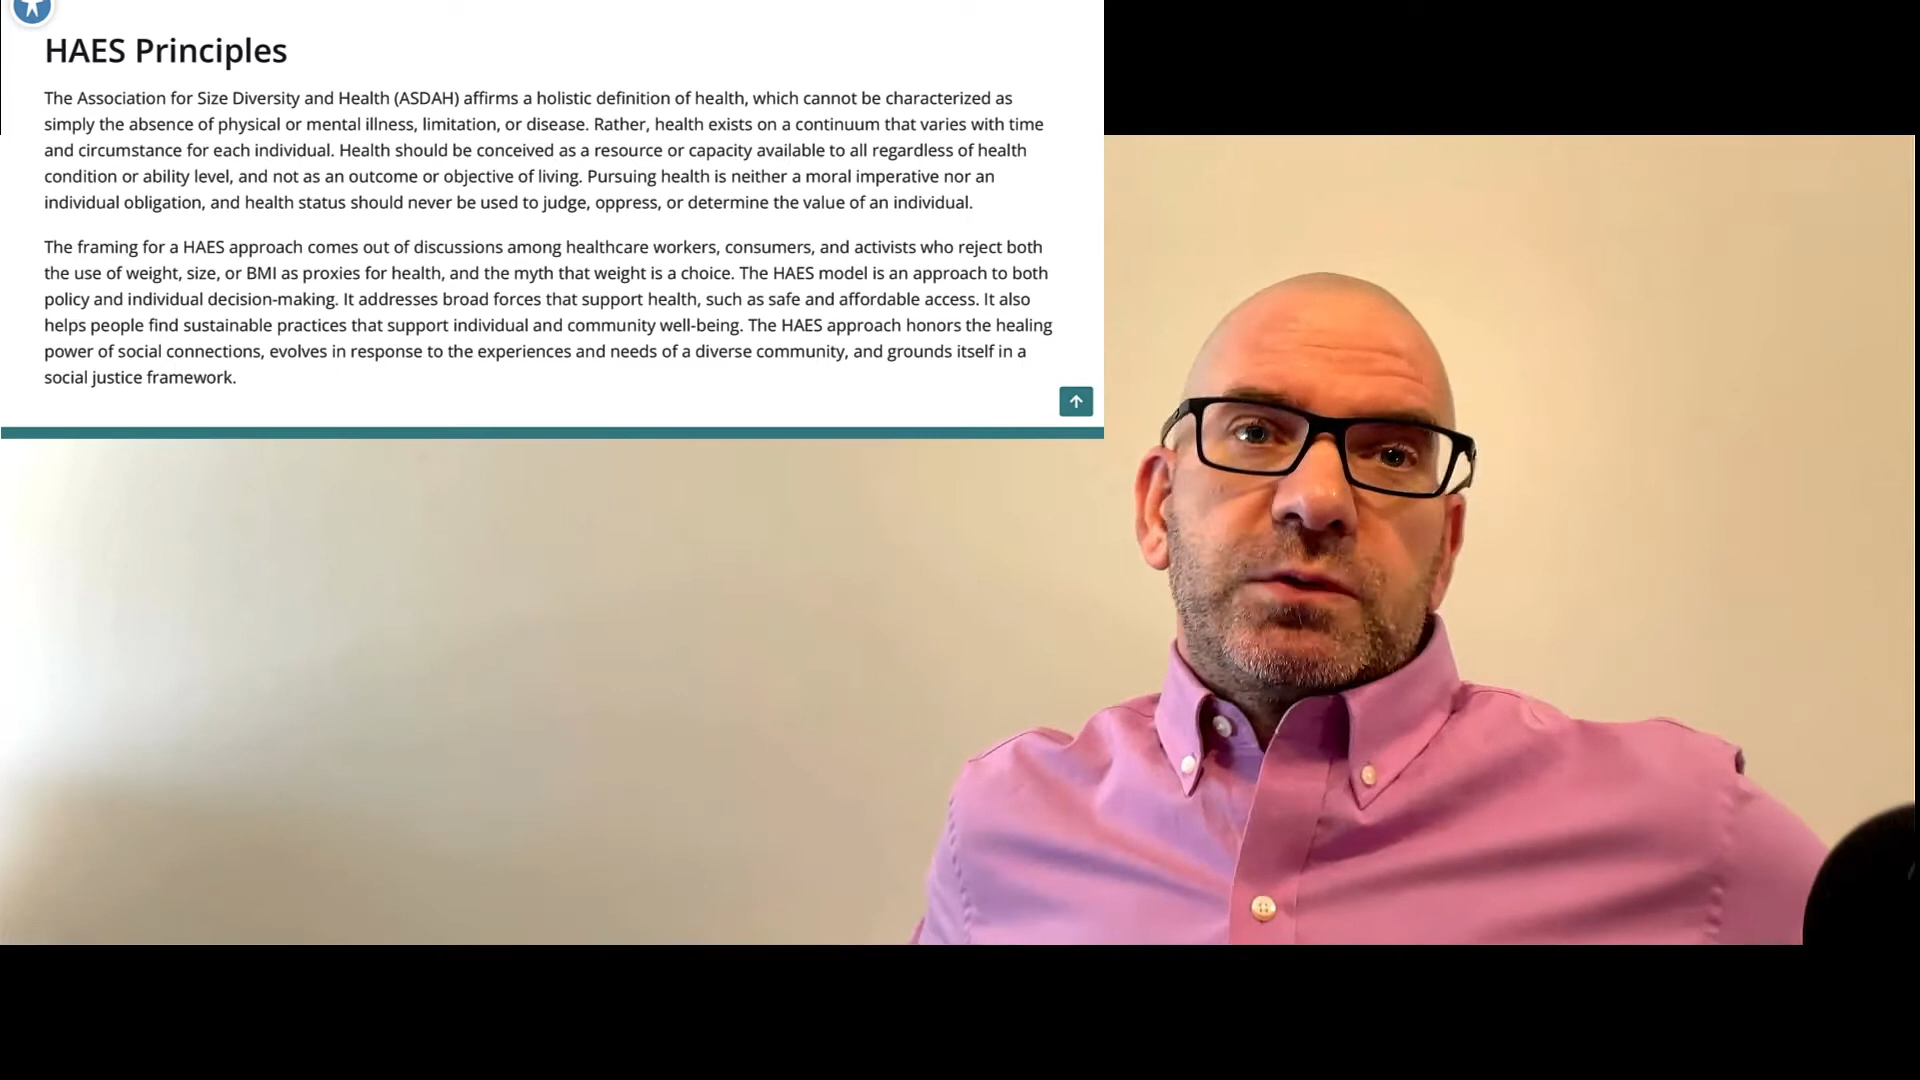 HAES Principles
The Association for Size Diversity and Health (ASDAH) affirms a holistic definition of health, which cannot be characterized as
simply the absence of physical or mental illness, limitation, or disease. Rather, health exists on a continuum that varies with time
and circumstance for each individual. Health should be conceived as a resource or capacity available to all regardless of health
condition or ability level, and not as an outcome or objective of living. Pursuing health is neither a moral imperative nor an
individual obligation, and health status should never be used to judge, oppress, or determine the value of an individual.
The framing for a HAES approach comes out of discussions among healthcare workers, consumers, and activists who reject both
the use of weight, size, or BMI as proxies for health, and the myth that weight is a choice. The HAES model is an approach to both
policy and individual decision-making. It addresses broad forces that support health, such as safe and affordable access. It also
helps people find sustainable practices that support individual and community well-being. The HAES approach honors the healing
power of social connections, evolves in response to the experiences and needs of a diverse community, and grounds itself in a
social justice framework.